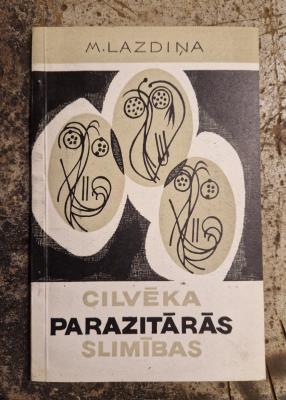 M. LAZDIŅA
CILVĒKA
PARAZITĀRĀS
SLIMĪBAS